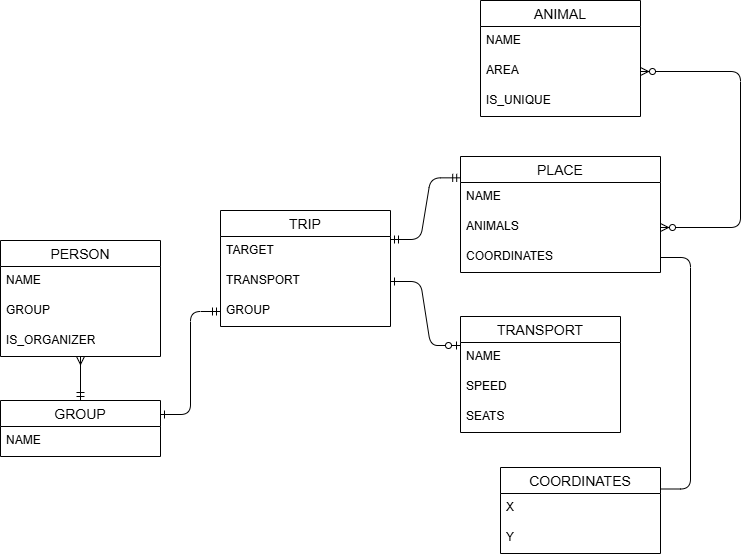 ANIMAL
NAME
AREA
IS_UNIQUE
PLACE
NAME
ANIMALS
COORDINATES
TRIP
TARGET
TRANSPORT
GROUP
PERSON
NAME
GROUP
IS_ORGANIZER
TRANSPORT
NAME
SPEED
SEATS
GROUP
NAME
COORDINATES
X
Y